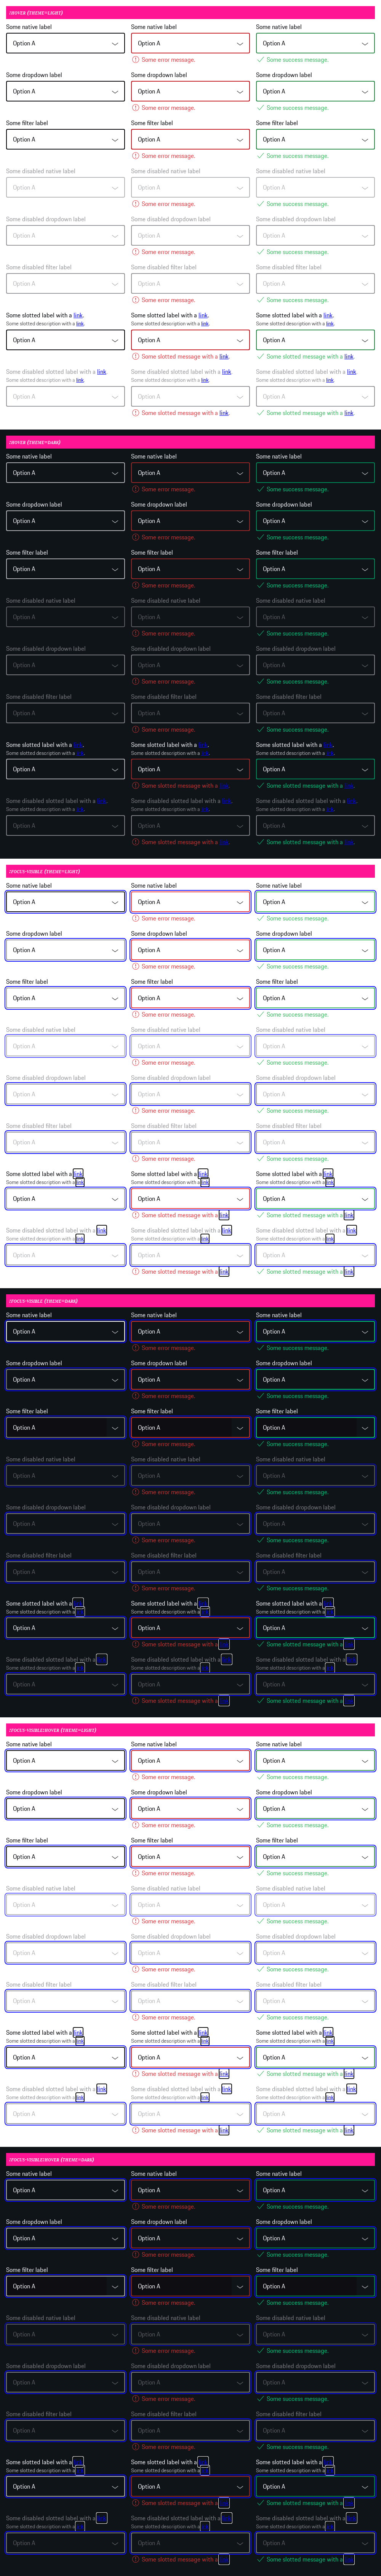 :HOVER (THEME=LIGHT)
Some native label Some native label Some native label
Option A Option A Option A
Some error message. Some success message.
Some dropdown label Some dropdown label Some dropdown label
Option A Option A Option A
Some error message. Some success message.
Some filter label Some filter label Some filter label
Option A Option A Option A
Some error message. Some success message.
Some disabled native label Some disabled native label Some disabled native label
Option A Option A Option A
Some error message. Some success message.
Some disabled dropdown label Some disabled dropdown label Some disabled dropdown label
Option A Option A Option A
Some error message. Some success message.
Some disabled filter label Some disabled filter label Some disabled filter label
Option A Option A Option A
Some error message. Some success message.
Some slotted label with a link. Some slotted label with a link. Some slotted label with a link.
Some slotted description with a link. Some slotted description with a link. Some slotted description with a link.
Option A Option A Option A
Some slotted message with a link. Some slotted message with a link.
Some disabled slotted label with a link. Some disabled slotted label with a link. Some disabled slotted label with a link.
Some slotted description with a link. Some slotted description with a link. Some slotted description with a link.
Option A Option A Option A
Some slotted message with a link. Some slotted message with a link.
:HOVER (THEME=DARK)
Some native label Some native label Some native label
Option A Option A Option A
Some error message. Some success message.
Some dropdown label Some dropdown label Some dropdown label
Option A Option A Option A
Some error message. Some success message.
Some filter label Some filter label Some filter label
Option A Option A Option A
Some error message. Some success message.
Some disabled native label Some disabled native label Some disabled native label
Option A Option A Option A
Some error message. Some success message.
Some disabled dropdown label Some disabled dropdown label Some disabled dropdown label
Option A Option A Option A
Some error message. Some success message.
Some disabled filter label Some disabled filter label Some disabled filter label
Option A Option A Option A
Some error message. Some success message.
Some slotted label with a Some slotted label with a Some slotted label with a
Some slotted description with a Some slotted description with a Some slotted description with a
Option A Option A Option A
Some slotted message with a Some slotted message with a
Some disabled slotted label with a Some disabled slotted label with a Some disabled slotted label with a
Some slotted description with a Some slotted description with a Some slotted description with a
Option A Option A Option A
Some slotted message with a Some slotted message with a
:FOCUS-VISIBLE (THEME=LIGHT)
Some native label Some native label Some native label
Option A Option A Option A
Some error message. Some success message.
Some dropdown label Some dropdown label Some dropdown label
Option A Option A Option A
Some error message. Some success message.
Some filter label Some filter label Some filter label
Option A Option A Option A
Some error message. Some success message.
Some disabled native label Some disabled native label Some disabled native label
Option A Option A Option A
Some error message. Some success message.
Some disabled dropdown label Some disabled dropdown label Some disabled dropdown label
Option A Option A Option A
Some error message. Some success message.
Some disabled filter label Some disabled filter label Some disabled filter label
Option A Option A Option A
Some error message. Some success message.
Some slotted label with a link Some slotted label with a link Some slotted label with a link
Some slotted description with a link Some slotted description with a link Some slotted description with a link
Option A Option A Option A
Some slotted message with a link Some slotted message with a link
Some disabled slotted label with a link Some disabled slotted label with a link Some disabled slotted label with a link
Some slotted description with a link Some slotted description with a link Some slotted description with a link
Option A Option A Option A
Some slotted message with a link Some slotted message with a link
:FOCUS-VISIBLE (THEME=DARK)
Some native label Some native label Some native label
Option A Option A Option A
Some error message. Some success message.
Some dropdown label Some dropdown label Some dropdown label
Option A Option A Option A
Some error message. Some success message.
Some filter label Some filter label Some filter label
Option A Option A Option A
Some error message. Some success message.
Some disabled native label Some disabled native label Some disabled native label
Option A Option A Option A
Some error message. Some success message.
Some disabled dropdown label Some disabled dropdown label Some disabled dropdown label
Option A Option A Option A
Some error message. Some success message.
Some disabled filter label Some disabled filter label Some disabled filter label
Option A Option A Option A
Some error message. Some success message.
Some slotted label with a Some slotted label with a Some slotted label with a
Some slotted description with a Some slotted description with a Some slotted description with a
Option A Option A Option A
Some slotted message with a Some slotted message with a
Some disabled slotted label with a Some disabled slotted label with a Some disabled slotted label with a
Some slotted description with a Some slotted description with a Some slotted description with a
Option A Option A Option A
Some slotted message with a Some slotted message with a
:FOCUS-VISIBLE:HOVER (THEME=LIGHT)
Some native label Some native label Some native label
Option A Option A Option A
Some error message. Some success message.
Some dropdown label Some dropdown label Some dropdown label
Option A Option A Option A
Some error message. Some success message.
Some filter label Some filter label Some filter label
Option A Option A Option A
Some error message. Some success message.
Some disabled native label Some disabled native label Some disabled native label
Option A Option A Option A
Some error message. Some success message.
Some disabled dropdown label Some disabled dropdown label Some disabled dropdown label
Option A Option A Option A
Some error message. Some success message.
Some disabled filter label Some disabled filter label Some disabled filter label
Option A Option A Option A
Some error message. Some success message.
Some slotted label with a link Some slotted label with a link Some slotted label with a link
Some slotted description with a link Some slotted description with a link Some slotted description with a link
Option A Option A Option A
Some slotted message with a link Some slotted message with a link
Some disabled slotted label with a link Some disabled slotted label with a link Some disabled slotted label with a link
Some slotted description with a link Some slotted description with a link Some slotted description with a link
Option A Option A Option A
Some slotted message with a link Some slotted message with a link
:FOCUS-VISIBLE:HOVER (THEME=DARK)
Some native label Some native label Some native label
Option A Option A Option A
Some error message. Some success message.
Some dropdown label Some dropdown label Some dropdown label
Option A Option A Option A
Some error message. Some success message.
Some filter label Some filter label Some filter label
Option A Option A Option A
Some error message. Some success message.
Some disabled native label Some disabled native label Some disabled native label
Option A Option A Option A
Some error message. Some success message.
Some disabled dropdown label Some disabled dropdown label Some disabled dropdown label
Option A Option A Option A
Some error message. Some success message.
Some disabled filter label Some disabled filter label Some disabled filter label
Option A Option A Option A
Some error message. Some success message.
Some slotted label with a Some slotted label with a Some slotted label with a
Some slotted description with a Some slotted description with a Some slotted description with a
Option A Option A Option A
Some slotted message with a Some slotted message with a
Some disabled slotted label with a Some disabled slotted label with a Some disabled slotted label with a
Some slotted description with a Some slotted description with a Some slotted description with a
Option A Option A Option A
Some slotted message with a Some slotted message with a